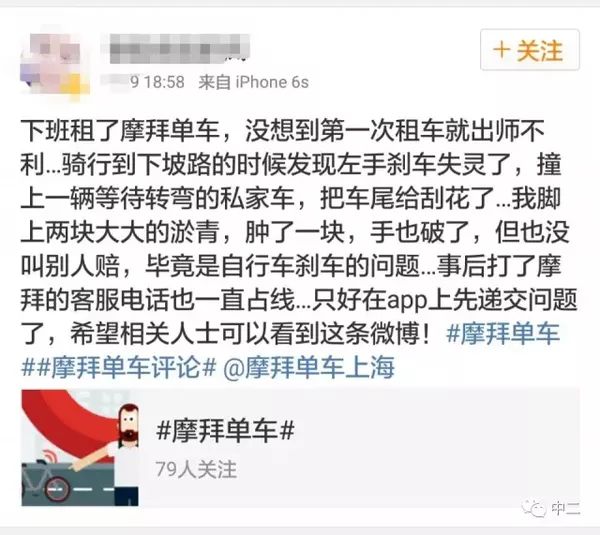 +关注
9 18:58 来自 iPhone 6s
下班租了摩拜单车，没想到第一次租车就出师不
利...骑行到下坡路的时候发现左手刹车失灵了，撞
上一辆等待转弯的私家车，把车尾给刮花了...我脚
上两块大大的淤青，肿了一块，手也破了，但也没
叫别人赔，毕竟是自行车刹车的问题...事后打了摩
拜的客服电话也一直占线...只好在app上先递交问题
了，希望相关人士可以看到这条微博！#摩拜单车
##摩拜单车评论# @摩拜单车上海
#摩拜单车#
79人关注
中二